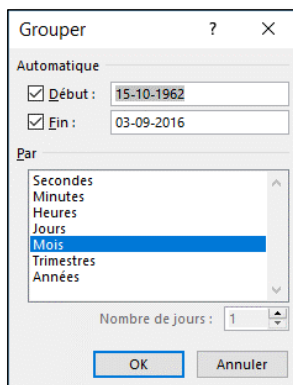 Grouper ? ×
Automatique
Début : 15-10-1962
Fin : 03-09-2016
Par
Secondes
Minutes
Heures
Jours
Mois
Trimestres
Années
Nombre de jours : 1
OK Annuler